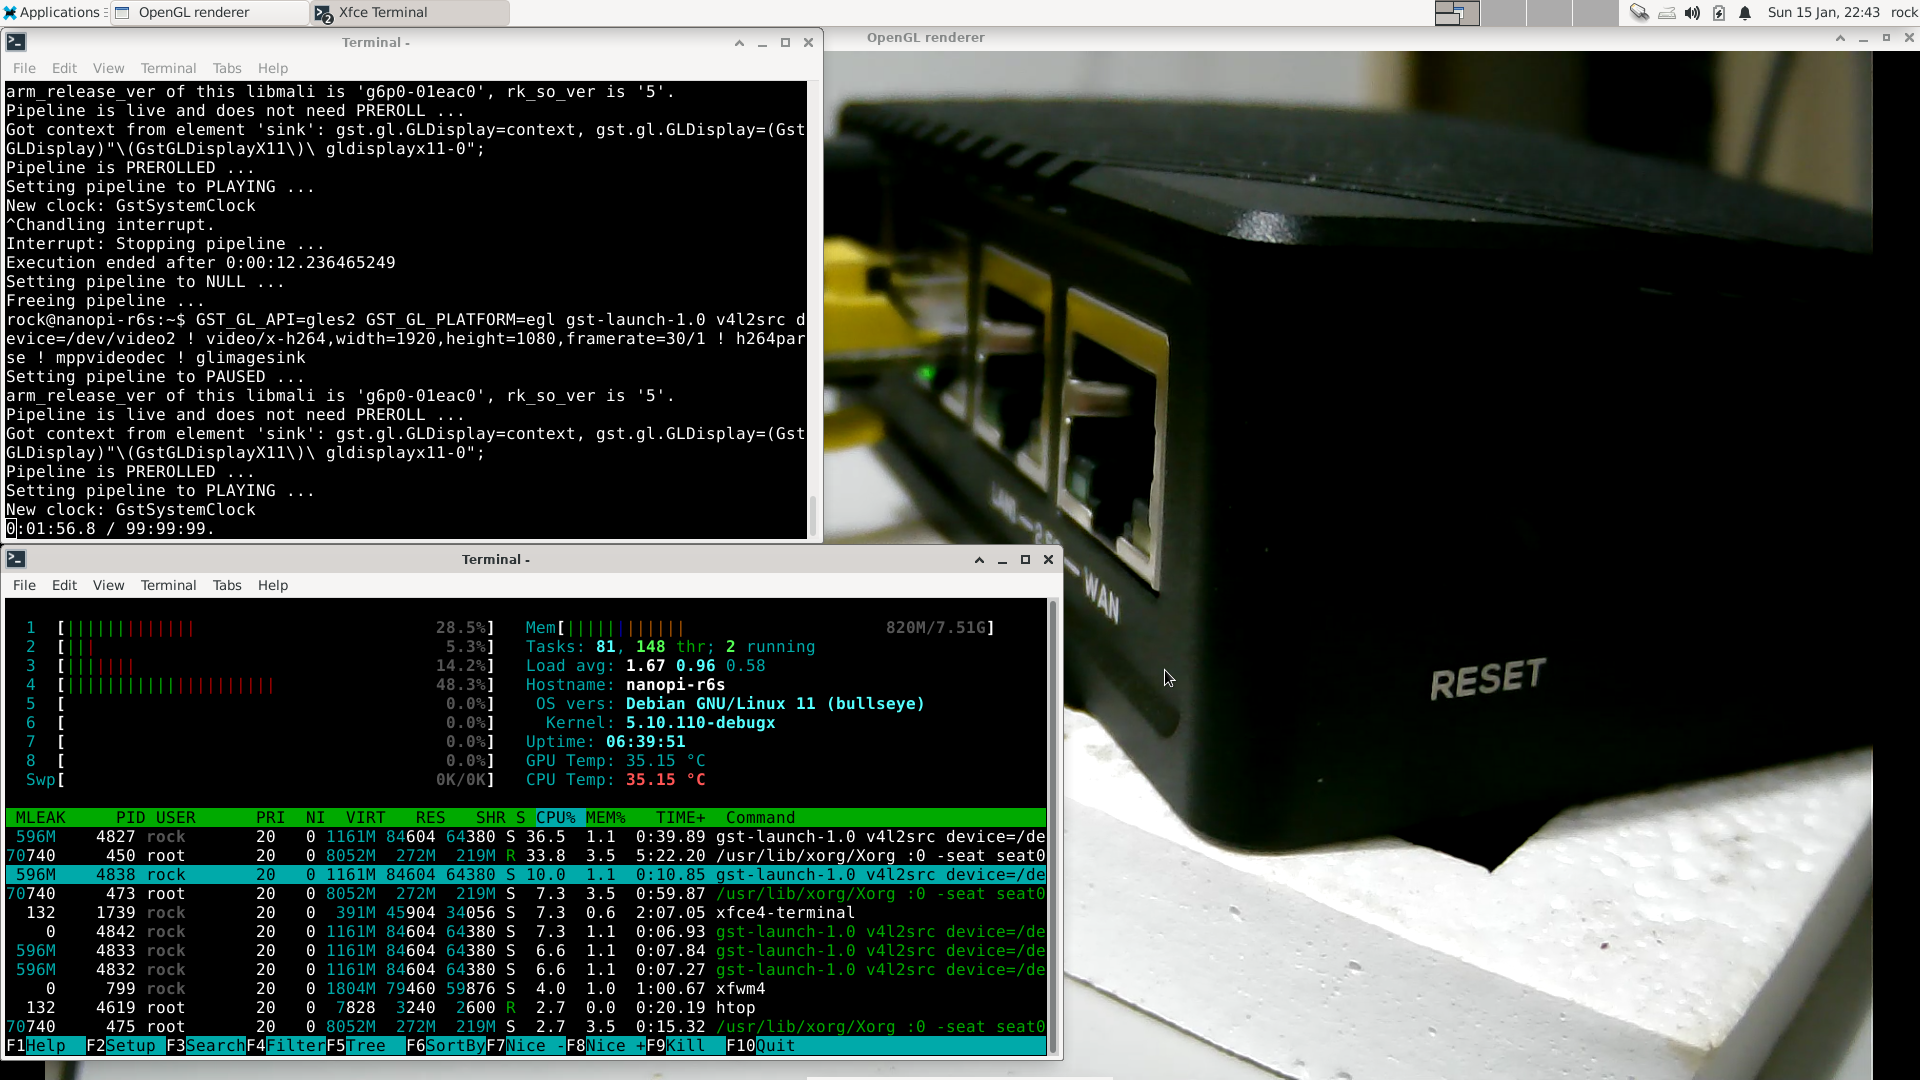 Applications
OpenGL renderer
Xfce Terminal
2
Sun 15 Jan, 22:43
rock
Terminal -
OpenGL renderer
File Edit View Terminal Tabs Help
arm_release_ver of this libmali is 'g6p0-01eac0', rk_so_ver is '5'.
Pipeline is live and does not need PREROLL ...
Got context from element 'sink': gst.gl.GLDisplay=context, gst.gl.GLDisplay=(Gst
GLDisplay)"\(GstGLDisplayX11\)\ gldisplayx11-0";
Pipeline is PREROLLED ...
Setting pipeline to PLAYING ...
New clock: GstSystemClock
^Chandling interrupt.
Interrupt: Stopping pipeline ...
Execution ended after 0:00:12.236465249
Setting pipeline to NULL ...
Freeing pipeline ...
rock@nanopi-r6s:~$ GST_GL_API=gles2 GST_GL_PLATFORM=egl gst-launch-1.0 v4l2src d
evice=/dev/video2 ! video/x-h264,width=1920,height=1080,framerate=30/1 ! h264par
se ! mppvideodec ! glimagesink
Setting pipeline to PAUSED ...
arm_release_ver of this libmali is 'g6p0-01eac0', rk_so_ver is '5'.
Pipeline is live and does not need PREROLL ...
Got context from element 'sink': gst.gl.GLDisplay=context, gst.gl.GLDisplay=(Gst
GLDisplay)"\(GstGLDisplayX11\)\ gldisplayx11-0";
Pipeline is PREROLLED ...
Setting pipeline to PLAYING ...
New clock: GstSystemClock
0:01:56.8 / 99:99:99.
WAN
RESET
Terminal -
File Edit View Terminal Tabs Help
1 [||||||||||||| 28.5%] Mem[|||||||||||| 820M/7.51G]
2 [||| 5.3%] Tasks: 81, 148 thr; 2 running
3 [||||||| 14.2%] Load avg: 1.67 0.96 0.58
4 [||||||||||||||||||||| 48.3%] Hostname: nanopi-r6s
5 [ 0.0%] OS vers: Debian GNU/Linux 11 (bullseye)
6 [ 0.0%] Kernel: 5.10.110-debugx
7 [ 0.0%] Uptime: 06:39:51
8 [ 0.0%] GPU Temp: 35.15 °C
Swp[ 0K/0K] CPU Temp: 35.15 °C
MLEAK PID USER PRI NI VIRT RES SHR S CPU% MEM% TIME+ Command
596M 4827 rock 20 0 1161M 84604 64380 S 36.5 1.1 0:39.89 gst-launch-1.0 v4l2src device=/de
70740 450 root 20 0 8052M 272M 219M R 33.8 3.5 5:22.20 /usr/lib/xorg/Xorg :0 -seat seat0
596M 4838 rock 20 0 1161M 84604 64380 S 10.0 1.1 0:10.85 gst-launch-1.0 v4l2src device=/de
70740 473 root 20 0 8052M 272M 219M S 7.3 3.5 0:59.87 /usr/lib/xorg/Xorg :0 -seat seat0
132 1739 rock 20 0 391M 45904 34056 S 7.3 0.6 2:07.05 xfce4-terminal
0 4842 rock 20 0 1161M 84604 64380 S 7.3 1.1 0:06.93 gst-launch-1.0 v4l2src device=/de
596M 4833 rock 20 0 1161M 84604 64380 S 6.6 1.1 0:07.84 gst-launch-1.0 v4l2src device=/de
596M 4832 rock 20 0 1161M 84604 64380 S 6.6 1.1 0:07.27 gst-launch-1.0 v4l2src device=/de
0 799 rock 20 0 1804M 79460 59876 S 4.0 1.0 1:00.67 xfwm4
132 4619 root 20 0 7828 3240 2600 R 2.7 0.0 0:20.19 htop
70740 475 root 20 0 8052M 272M 219M S 2.7 3.5 0:15.32 /usr/lib/xorg/Xorg :0 -seat seat0
F1Help F2Setup F3SearchF4FilterF5Tree F6SortByF7Nice -F8Nice +F9Kill F10Quit